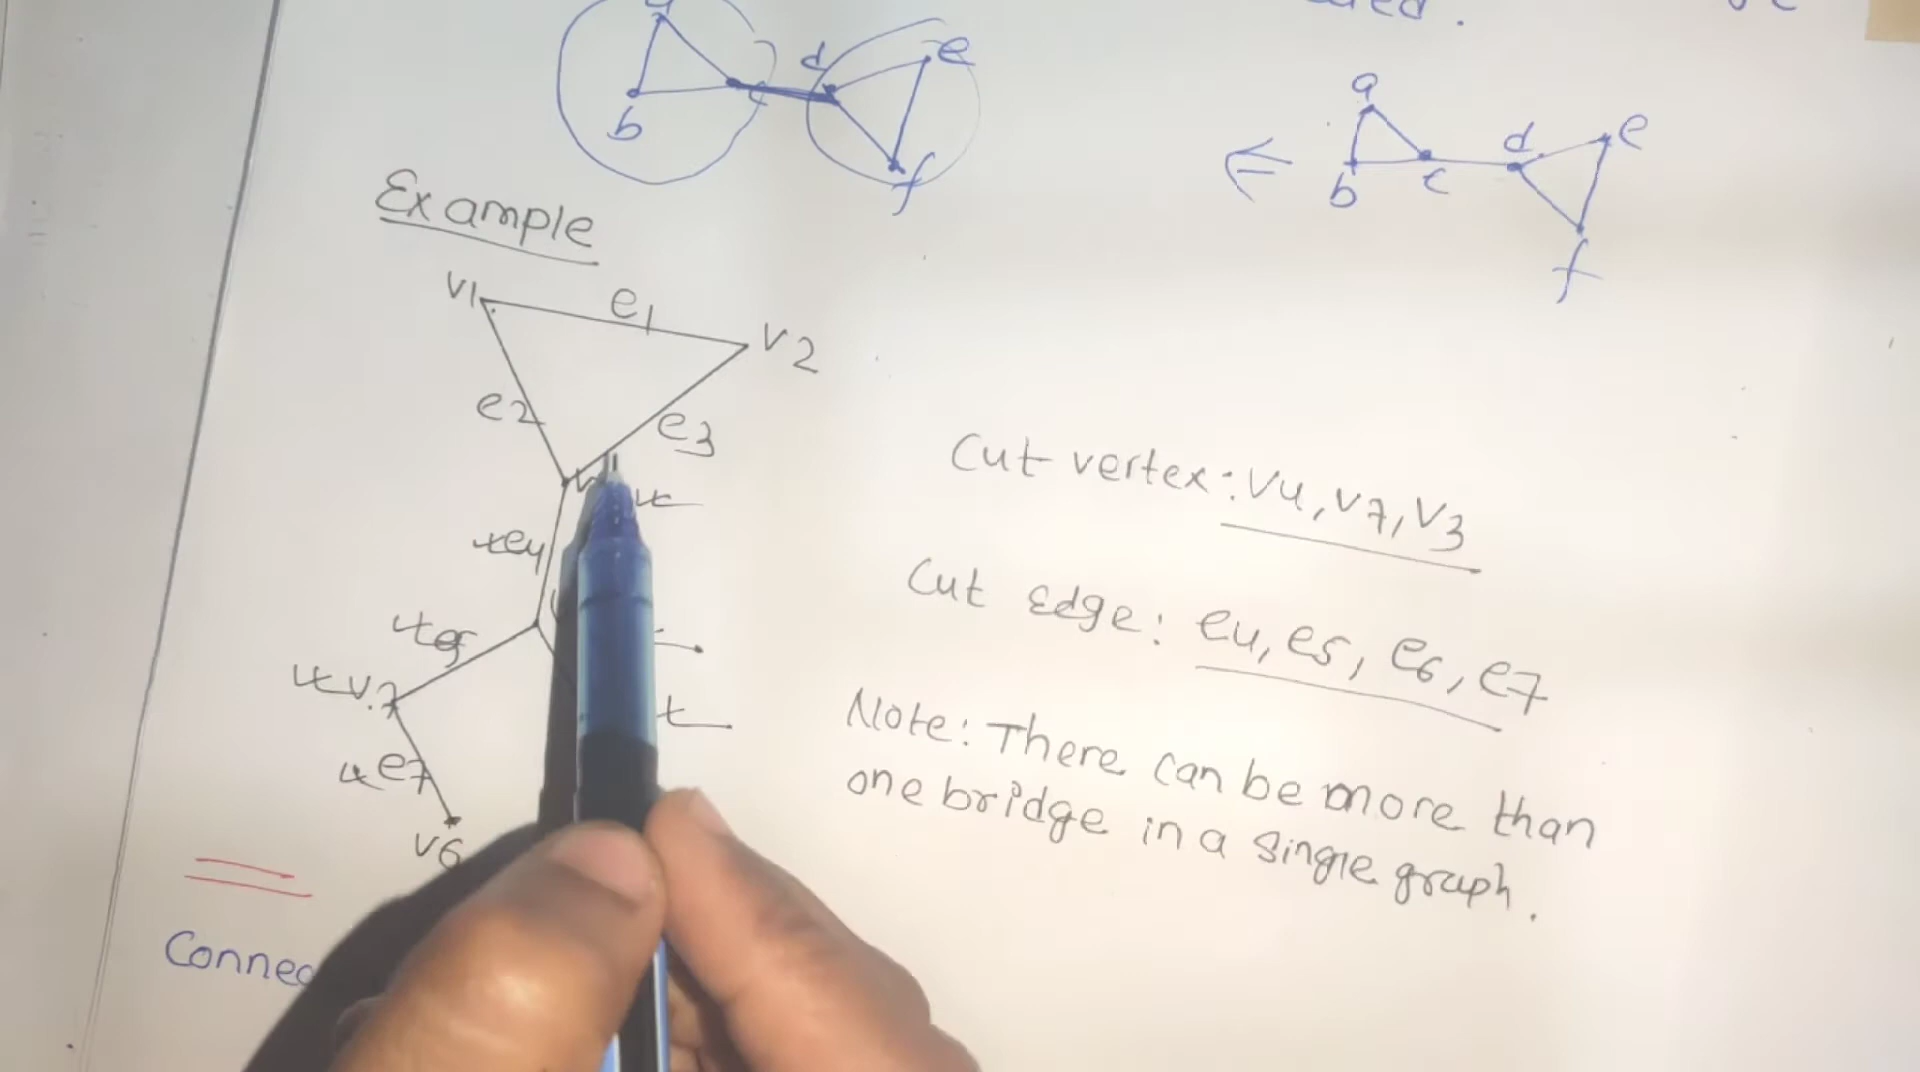 d e
b c
f
a
d e
b c
f
Example
v1 e1 v2
e2 e3
e4
e5
v7
e7
v6
Cut vertex: v4, v7, v3
Cut Edge: e4, e5, e6, e7
Note: There can be more than
one bridge in a single graph.